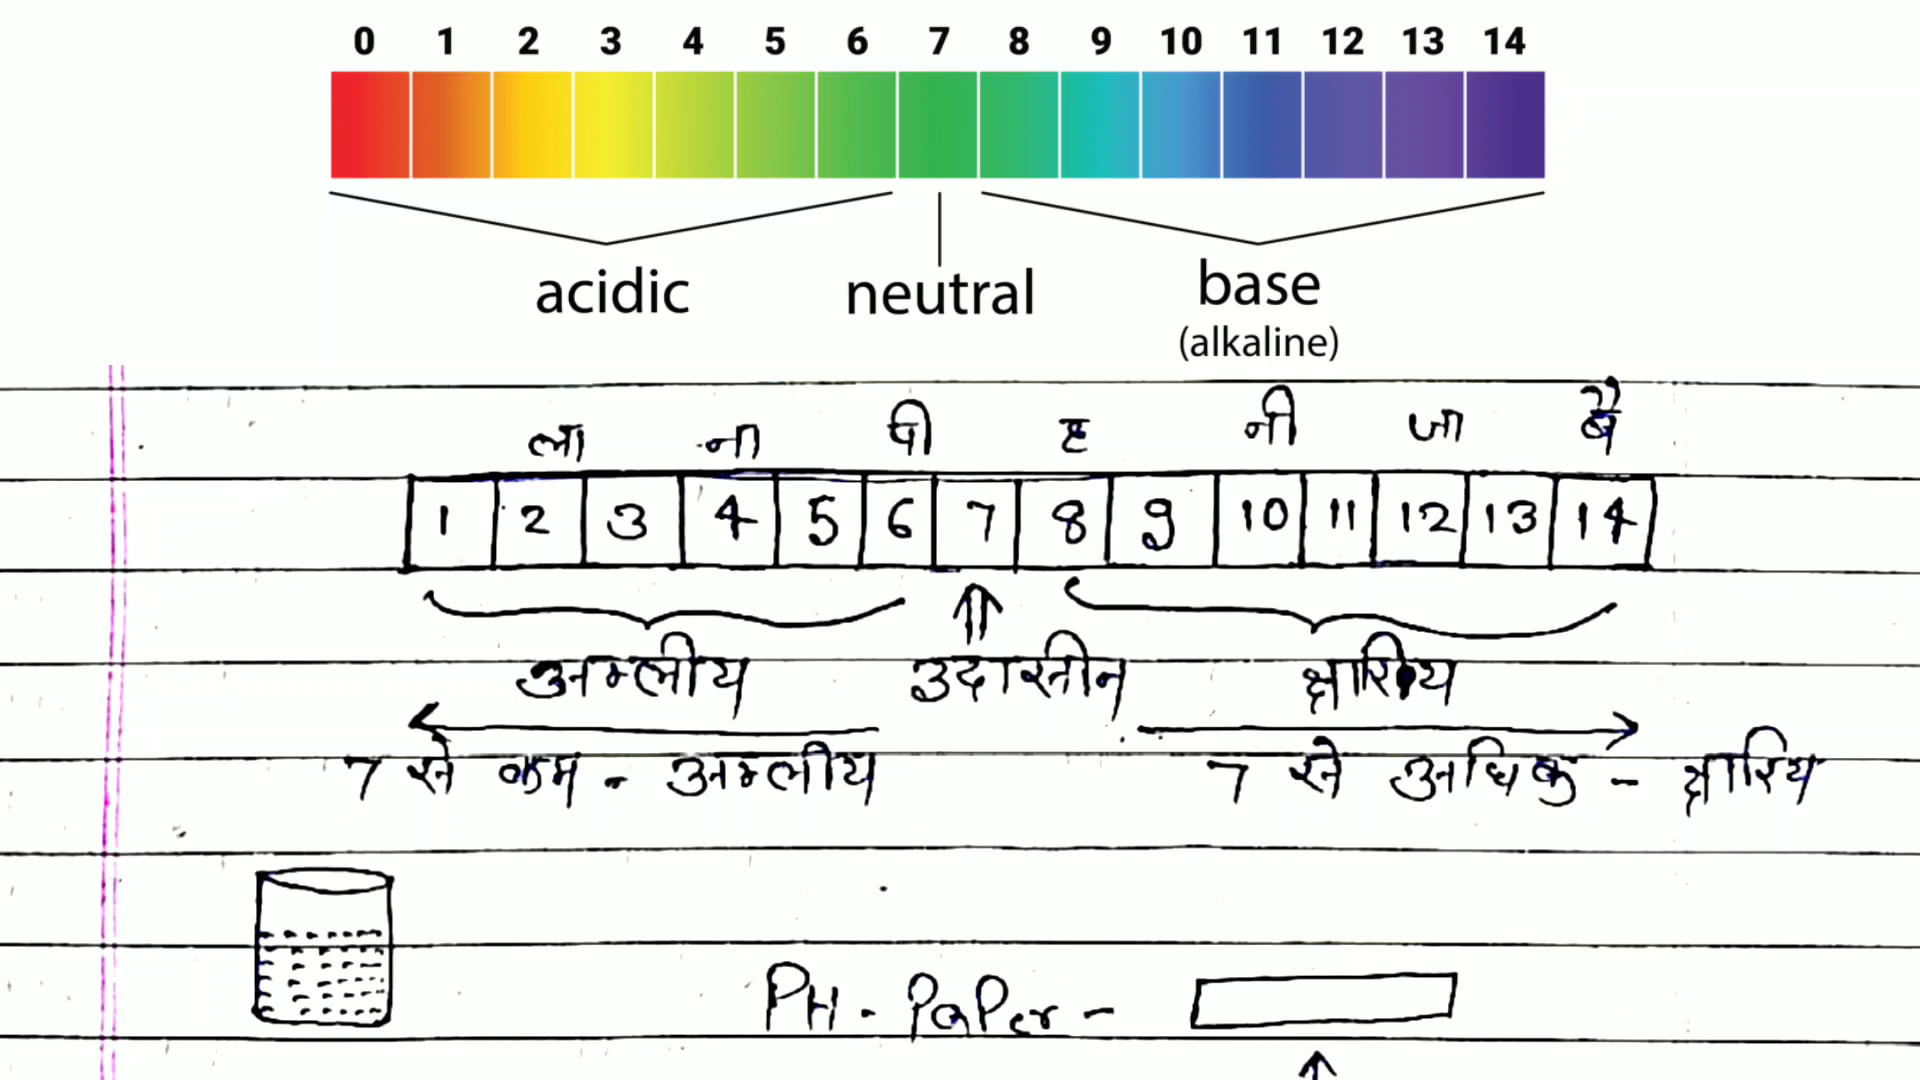 0 1 2 3 4 5 6 7 8 9 10 11 12 13 14
acidic neutral base
(alkaline)
ला ना पी ह नी जा बै
1 2 3 4 5 6 7 8 9 10 11 12 13 14
अम्लीय उदासीन क्षारिय
7 से कम - अम्लीय 7 से अधिक - क्षारिय
PH - PaPer -